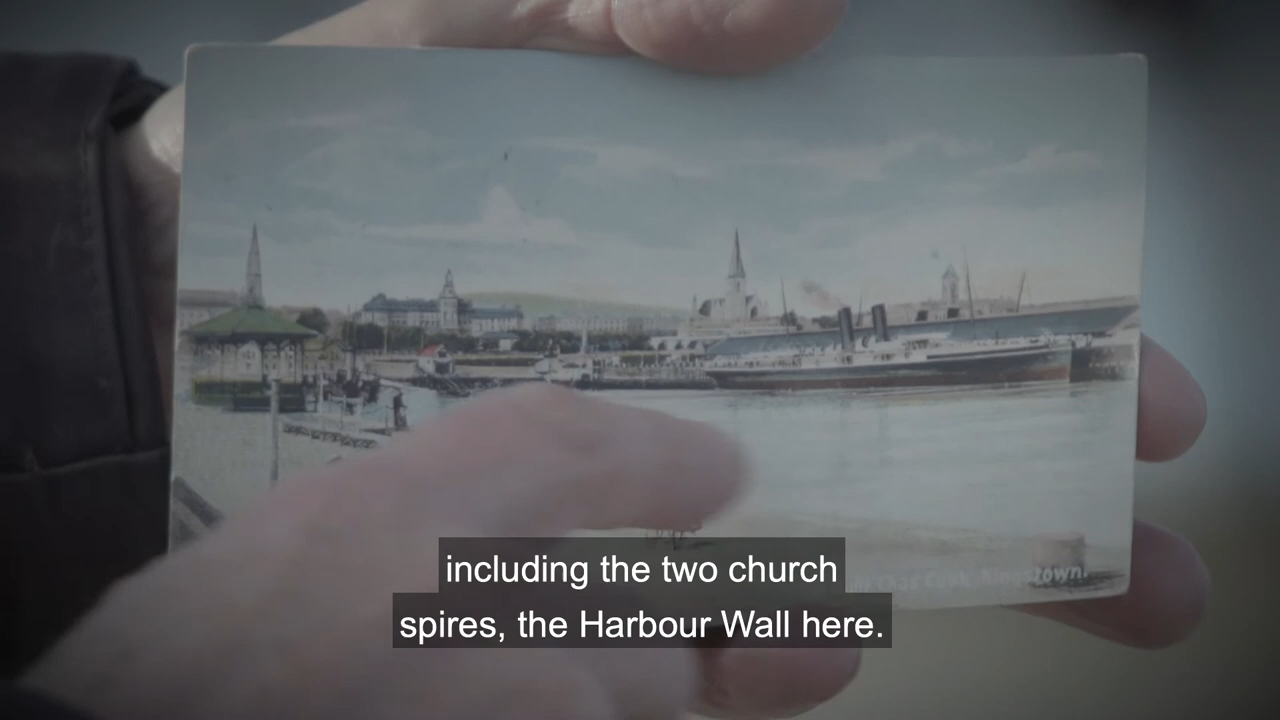 Kingstown.
including the two church
spires, the Harbour Wall here.